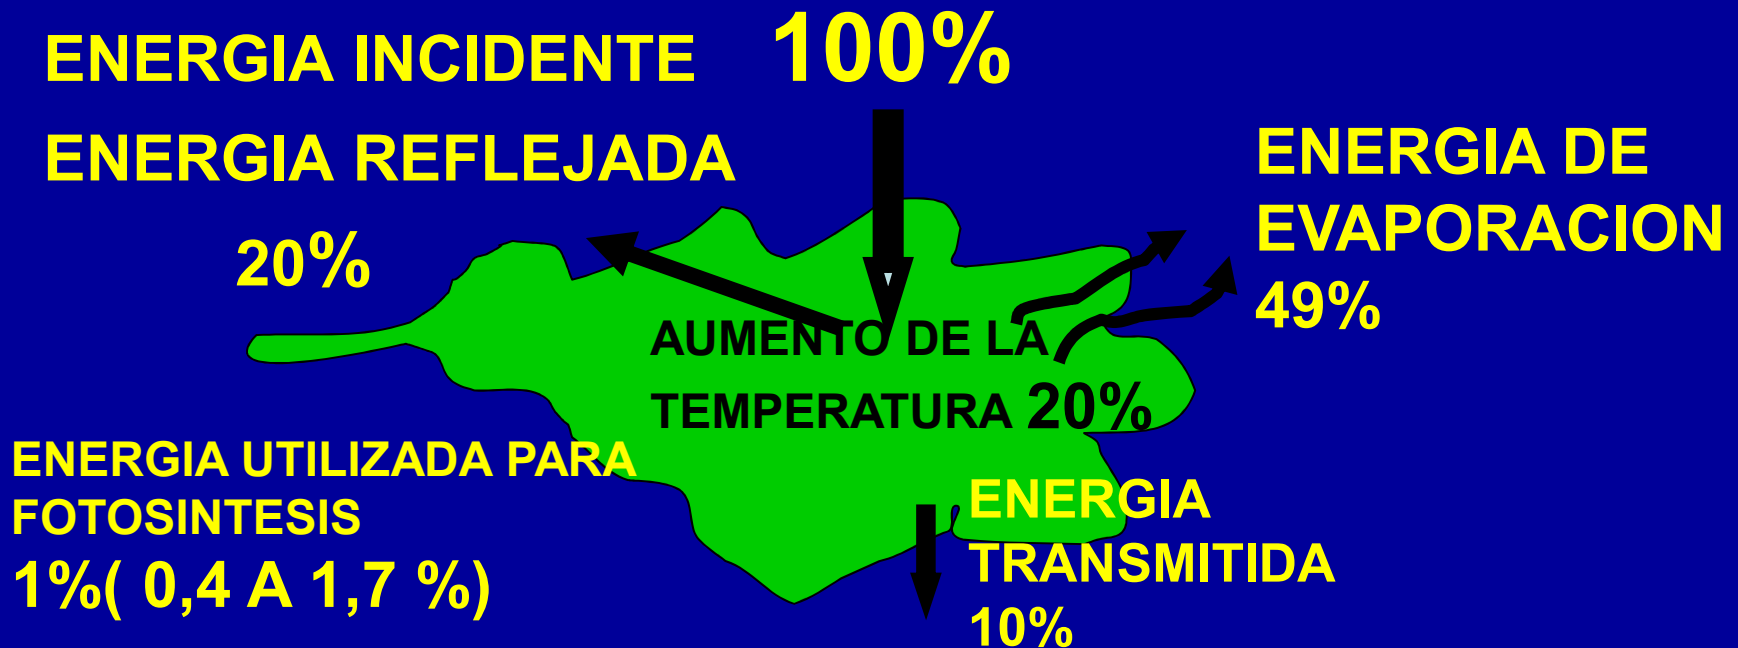 ENERGIA INCIDENTE 100%
ENERGIA REFLEJADA
20%
ENERGIA DE
EVAPORACION
49%
AUMENTO DE LA
TEMPERATURA 20%
ENERGIA UTILIZADA PARA
FOTOSINTESIS
1%( 0,4 A 1,7 %)
ENERGIA
TRANSMITIDA
10%